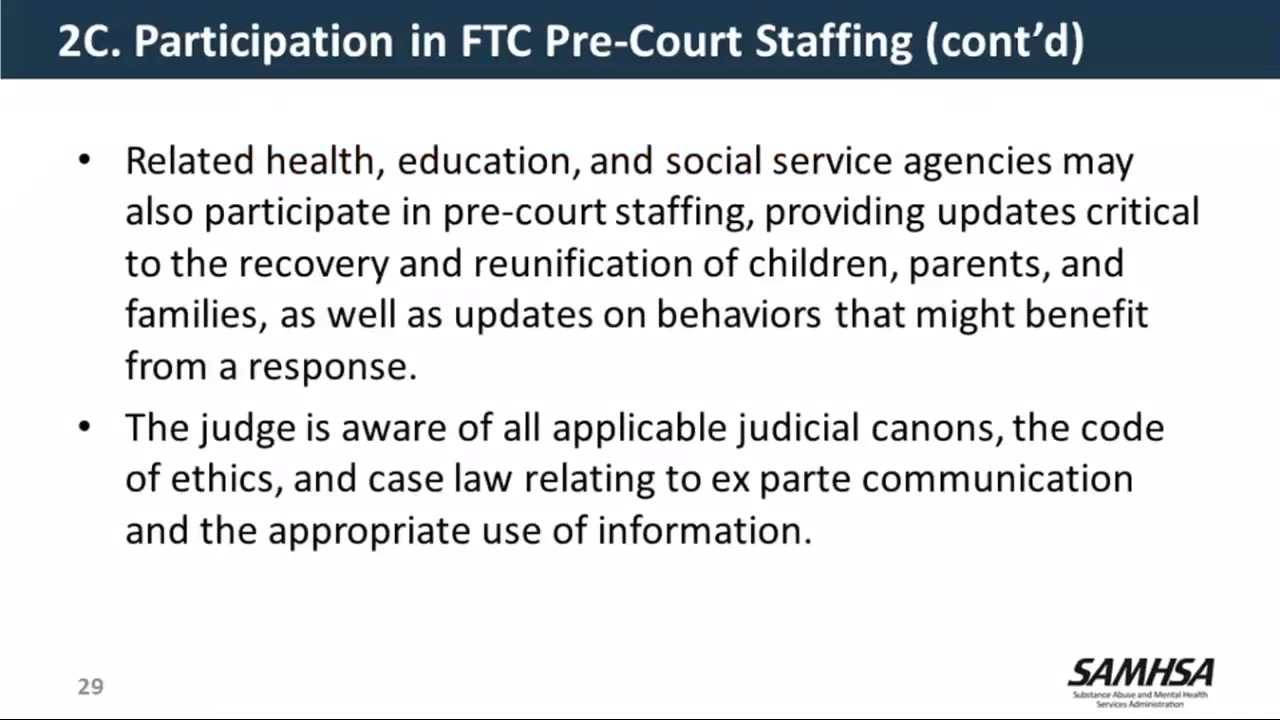 2C. Participation in FTC Pre-Court Staffing (cont’d)
• Related health, education, and social service agencies may
also participate in pre-court staffing, providing updates critical
to the recovery and reunification of children, parents, and
families, as well as updates on behaviors that might benefit
from a response.
• The judge is aware of all applicable judicial canons, the code
of ethics, and case law relating to ex parte communication
and the appropriate use of information.
29
SAMHSA
Substance Abuse and Mental Health
Services Administration